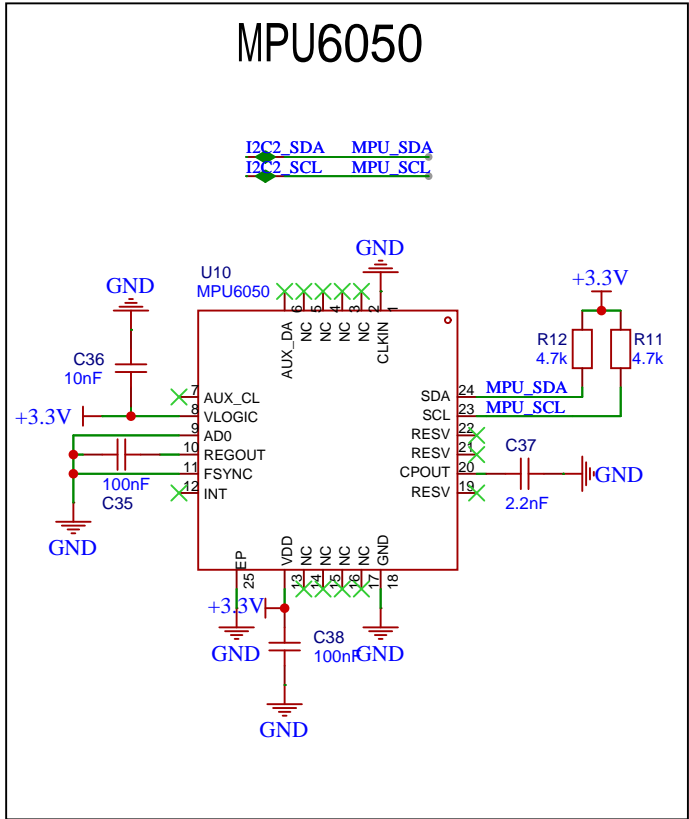 MPU6050
I2C2_SDA MPU_SDA
I2C2_SCL MPU_SCL
GND
GND
U10
MPU6050
+3.3V
6 5 4 3 2 1
AUX_DA NC NC NC NC CLKIN
C36
10nF
R12
4.7k
R11
4.7k
7 AUX_CL
+3.3V 8 VLOGIC
9 AD0
10 REGOUT
11 FSYNC
12 INT
100nF
C35
GND
SDA 24 MPU_SDA
SCL 23 MPU_SCL
RESV 22
RESV 21
CPOUT 20
RESV 19
C37
2.2nF
GND
EP VDD NC NC NC NC GND
25 13 14 15 16 17 18
+3.3V
GND
C38
100nF
GND
GND